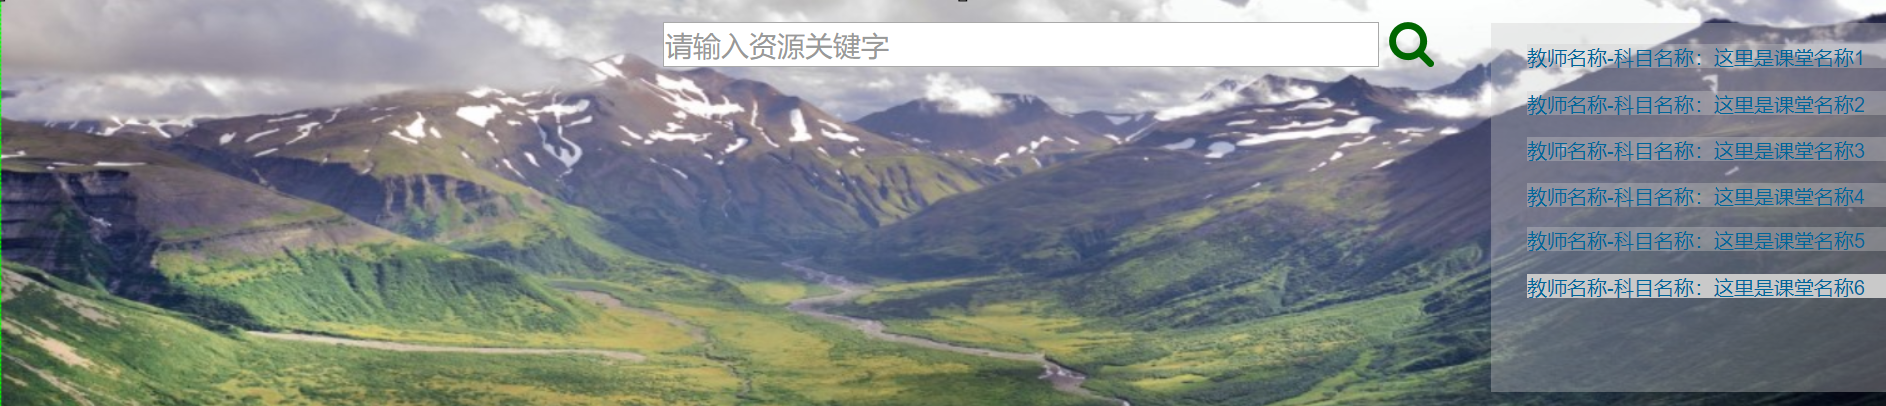 请输入资源关键字
教师名称-科目名称：这里是课堂名称1
教师名称-科目名称：这里是课堂名称2
教师名称-科目名称：这里是课堂名称3
教师名称-科目名称：这里是课堂名称4
教师名称-科目名称：这里是课堂名称5
教师名称-科目名称：这里是课堂名称6